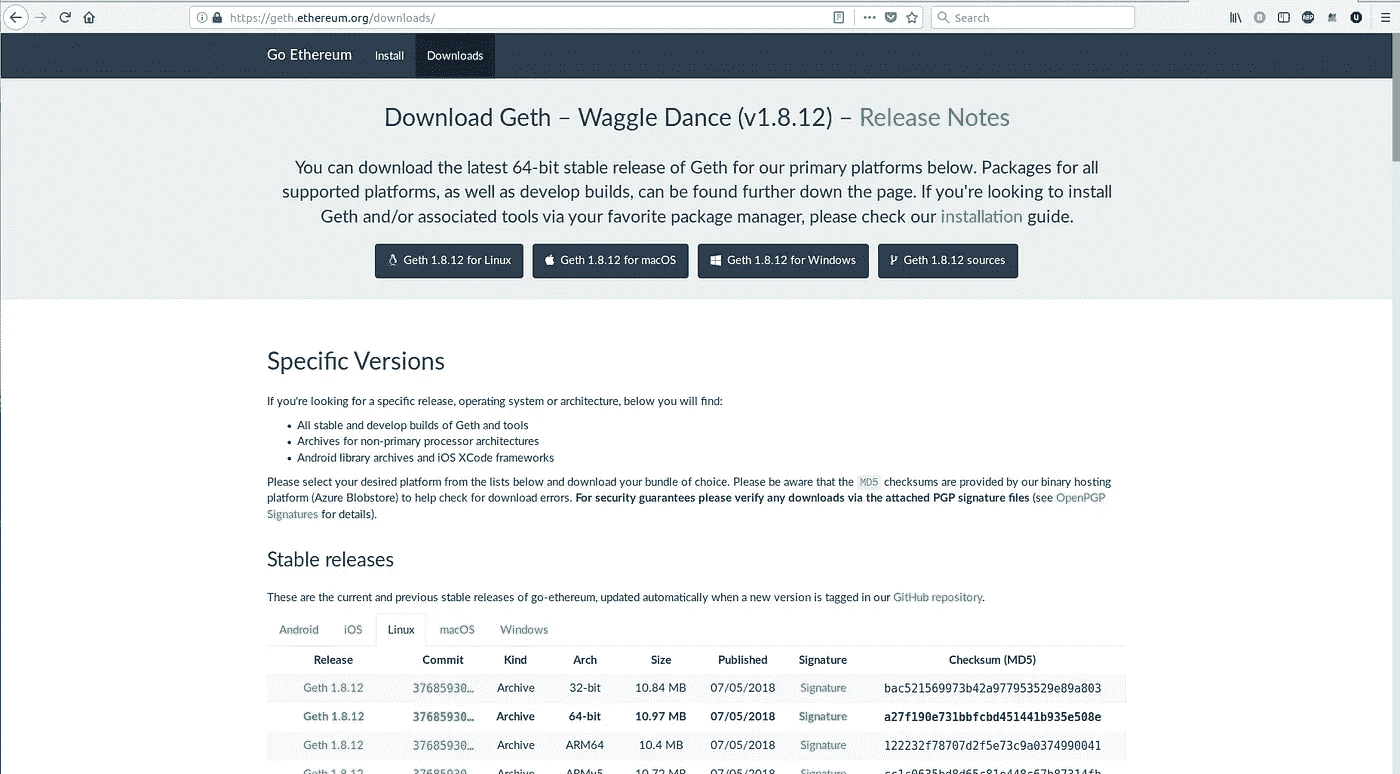 https://geth.ethereum.org/downloads/
Search
Go Ethereum Install Downloads
Download Geth – Waggle Dance (v1.8.12) – Release Notes
You can download the latest 64-bit stable release of Geth for our primary platforms below. Packages for all
supported platforms, as well as develop builds, can be found further down the page. If you're looking to install
Geth and/or associated tools via your favorite package manager, please check our installation guide.
Geth 1.8.12 for Linux Geth 1.8.12 for macOS Geth 1.8.12 for Windows Geth 1.8.12 sources
Specific Versions
If you're looking for a specific release, operating system or architecture, below you will find:
• All stable and develop builds of Geth and tools
• Archives for non-primary processor architectures
• Android library archives and iOS XCode frameworks
Please select your desired platform from the lists below and download your bundle of choice. Please be aware that the MD5 checksums are provided by our binary hosting
platform (Azure Blobstore) to help check for download errors. For security guarantees please verify any downloads via the attached PGP signature files (see OpenPGP
Signatures for details).
Stable releases
These are the current and previous stable releases of go-ethereum, updated automatically when a new version is tagged in our GitHub repository.
Android iOS Linux macOS Windows
Release Commit Kind Arch Size Published Signature Checksum (MD5)
Geth 1.8.12 37685930… Archive 32-bit 10.84 MB 07/05/2018 Signature bac521569973b42a977953529e89a803
Geth 1.8.12 37685930… Archive 64-bit 10.97 MB 07/05/2018 Signature a27f190e731bbfcbd451441b935e508e
Geth 1.8.12 37685930… Archive ARM64 10.4 MB 07/05/2018 Signature 122232f78707d2f5e73c9a0374990041
Geth 1.8.12 37685930… Archive ARMv5 10.72 MB 07/05/2018 Signature